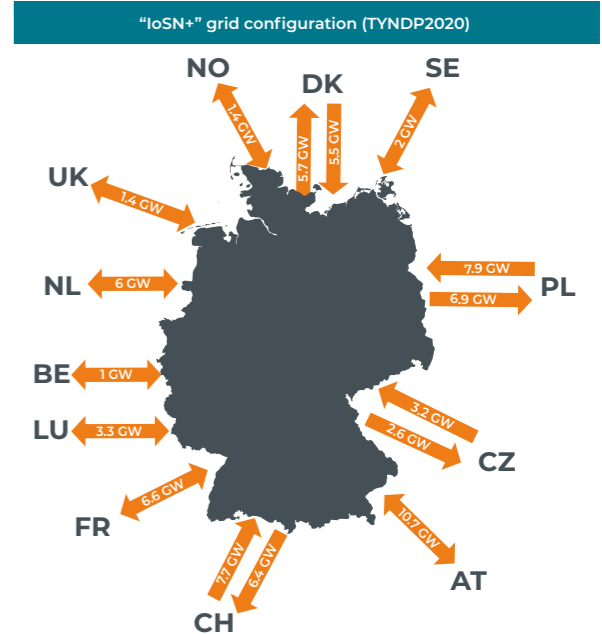 “IoSN+” grid configuration (TYNDP2020)
NO
DK
SE
1.4 GW
5.7 GW
5.5 GW
2 GW
UK
1.4 GW
NL
6 GW
7.9 GW
6.9 GW
PL
BE
1 GW
LU
3.3 GW
3.2 GW
2.6 GW
CZ
FR
6.6 GW
10.7 GW
AT
7.7 GW
6.4 GW
CH